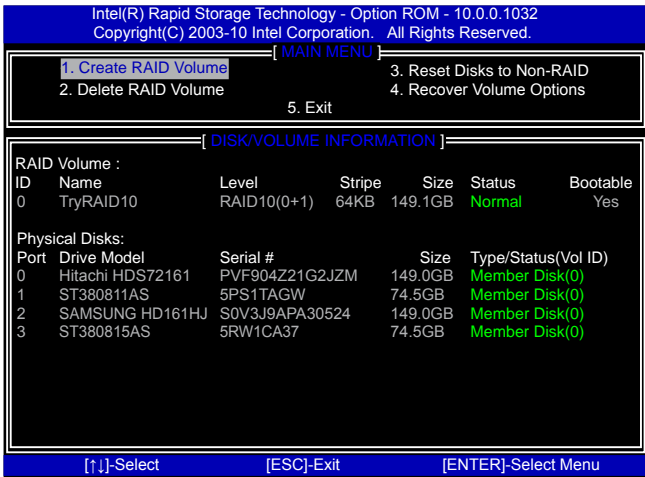 Intel(R) Rapid Storage Technology - Option ROM - 10.0.0.1032
Copyright(C) 2003-10 Intel Corporation. All Rights Reserved.
[ MAIN MENU ]
1. Create RAID Volume 3. Reset Disks to Non-RAID
2. Delete RAID Volume 4. Recover Volume Options
5. Exit
[ DISK/VOLUME INFORMATION ]
RAID Volume :
ID Name Level Stripe Size Status Bootable
0 TryRAID10 RAID10(0+1) 64KB 149.1GB Normal Yes
Physical Disks:
Port Drive Model Serial # Size Type/Status(Vol ID)
0 Hitachi HDS72161 PVF904Z21G2JZM 149.0GB Member Disk(0)
1 ST380811AS 5PS1TAGW 74.5GB Member Disk(0)
2 SAMSUNG HD161HJ S0V3J9APA30524 149.0GB Member Disk(0)
3 ST380815AS 5RW1CA37 74.5GB Member Disk(0)
[↑↓]-Select [ESC]-Exit [ENTER]-Select Menu